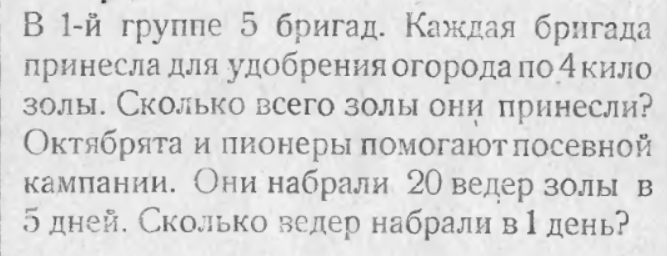 В 1-й группе 5 бригад. Каждая бригада
принесла для удобрения огорода по 4 кило
золы. Сколько всего золы они принесли?
Октябрята и пионеры помогают посевной
кампании. Они набрали 20 ведер золы в
5 дней. Сколько ведер набрали в 1 день?